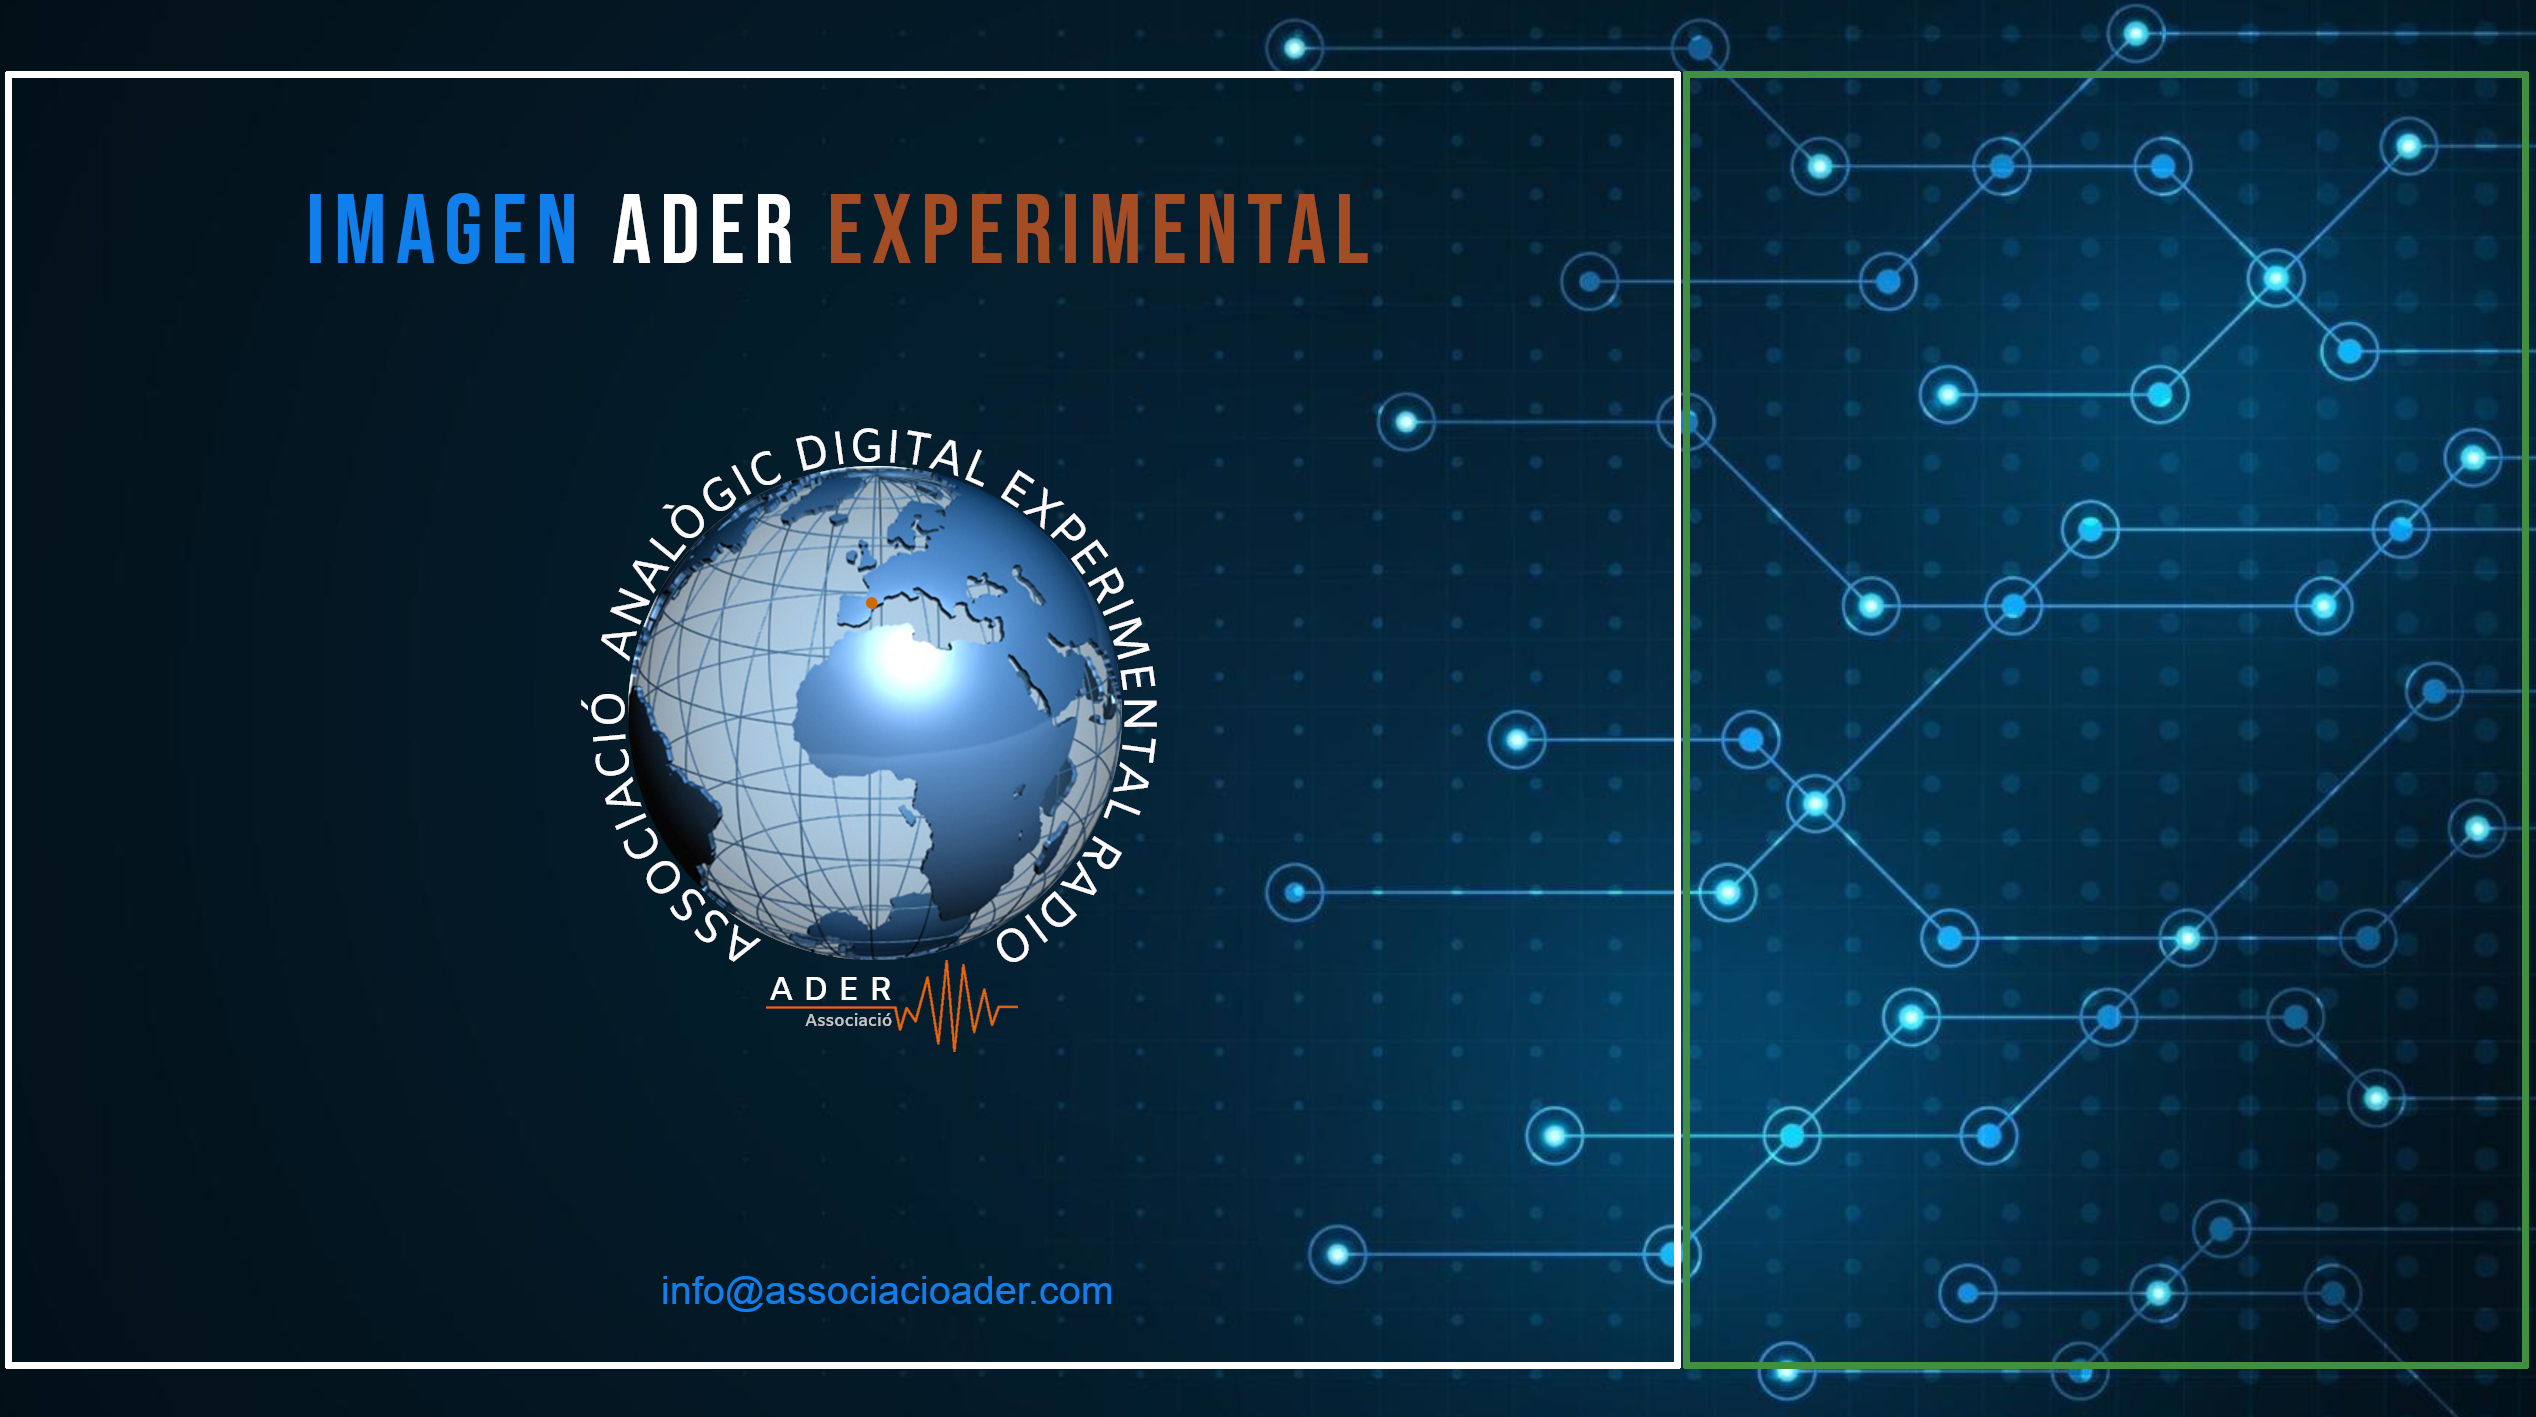 IMAGEN ADER EXPERIMENTAL
ASSOCIACIÓ ANALÒGIC DIGITAL EXPERIMENTAL RADIO
ADER
Associació
info@associacioader.com